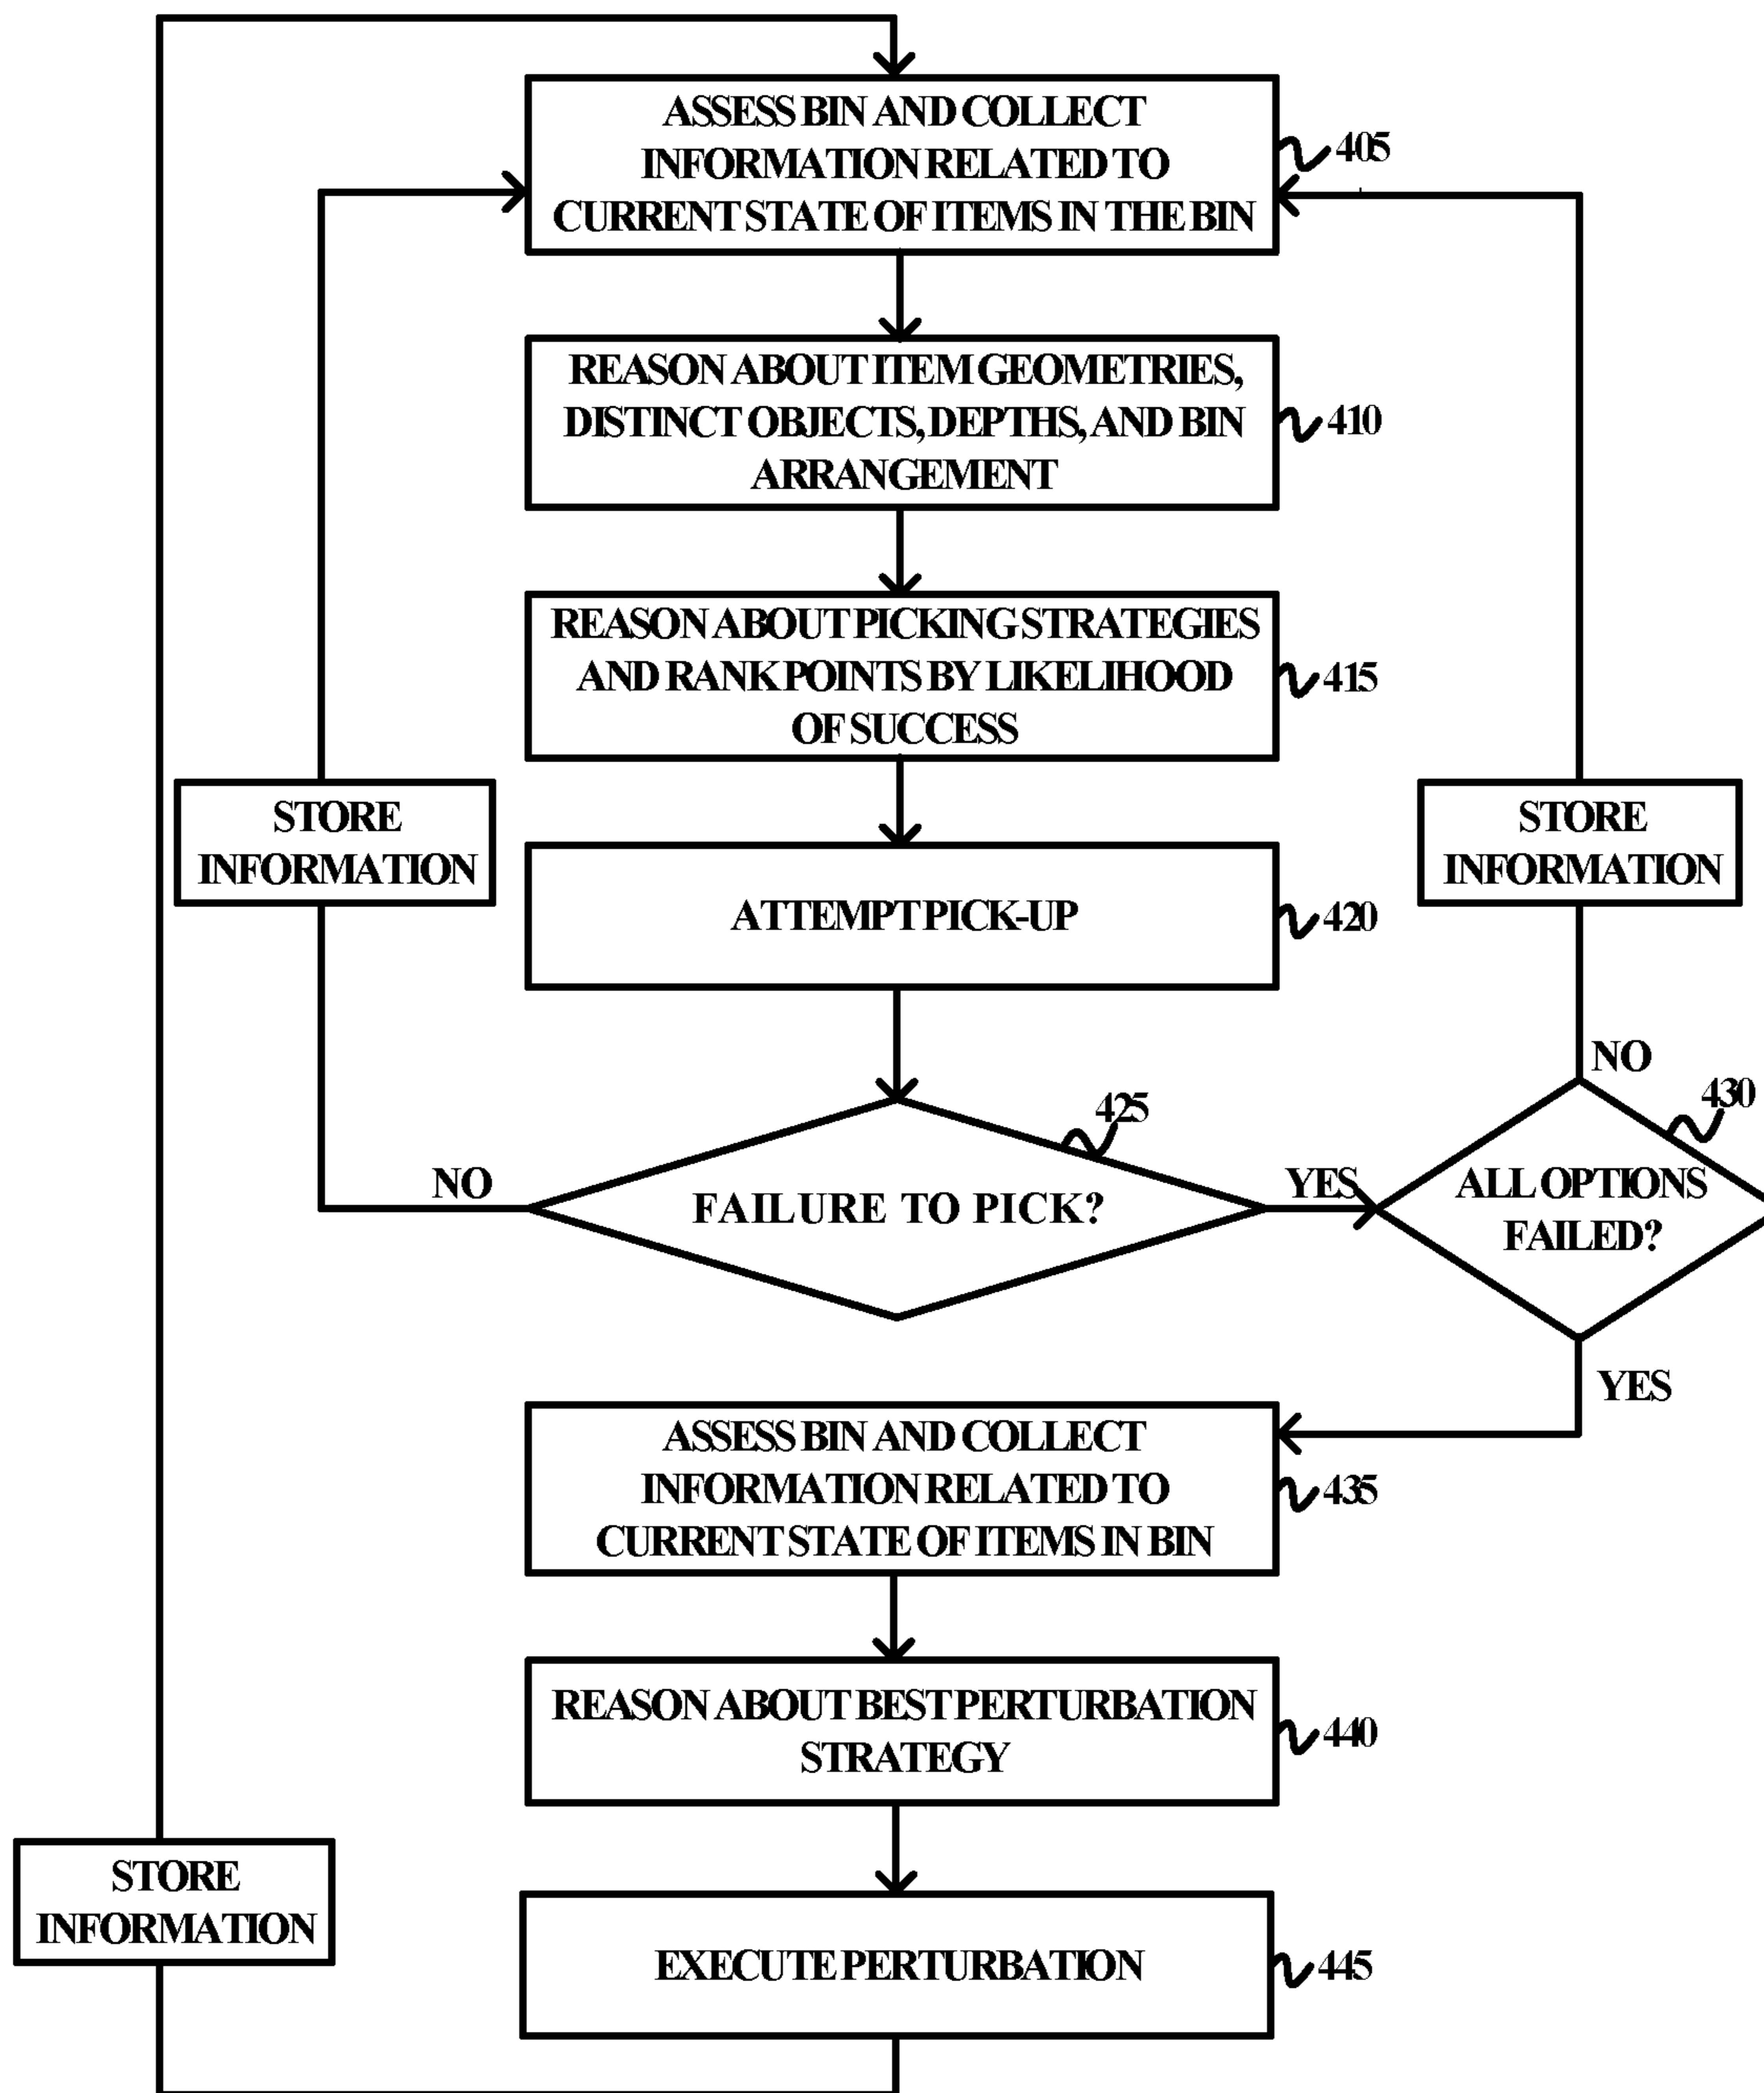 ASSESS BIN AND COLLECT
INFORMATION RELATED TO
CURRENT STATE OF ITEMS IN THE BIN
405
REASON ABOUT ITEM GEOMETRIES,
DISTINCT OBJECTS, DEPTHS, AND BIN
ARRANGEMENT
410
REASON ABOUT PICKING STRATEGIES
AND RANK POINTS BY LIKELIHOOD
OF SUCCESS
415
STORE
INFORMATION
STORE
INFORMATION
ATTEMPT PICK-UP
420
NO
425
430
NO
FAILURE TO PICK?
YES
ALL OPTIONS
FAILED?
YES
ASSESS BIN AND COLLECT
INFORMATION RELATED TO
CURRENT STATE OF ITEMS IN BIN
435
REASON ABOUT BEST PERTURBATION
STRATEGY
440
STORE
INFORMATION
EXECUTE PERTURBATION
445